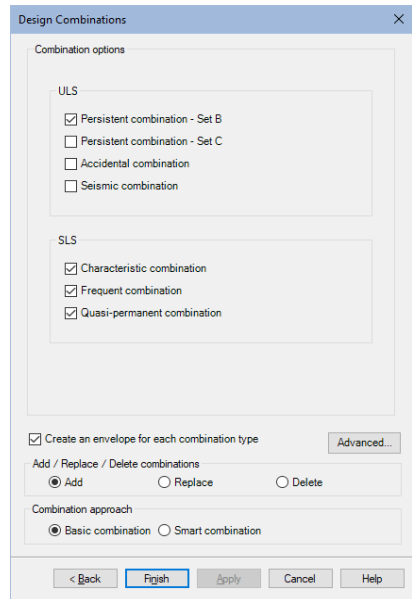 Design Combinations
Combination options
ULS
Persistent combination - Set B
Persistent combination - Set C
Accidental combination
Seismic combination
SLS
Characteristic combination
Frequent combination
Quasi-permanent combination
Create an envelope for each combination type
Advanced...
Add / Replace / Delete combinations
Add Replace Delete
Combination approach
Basic combination Smart combination
< Back Finish Apply Cancel Help